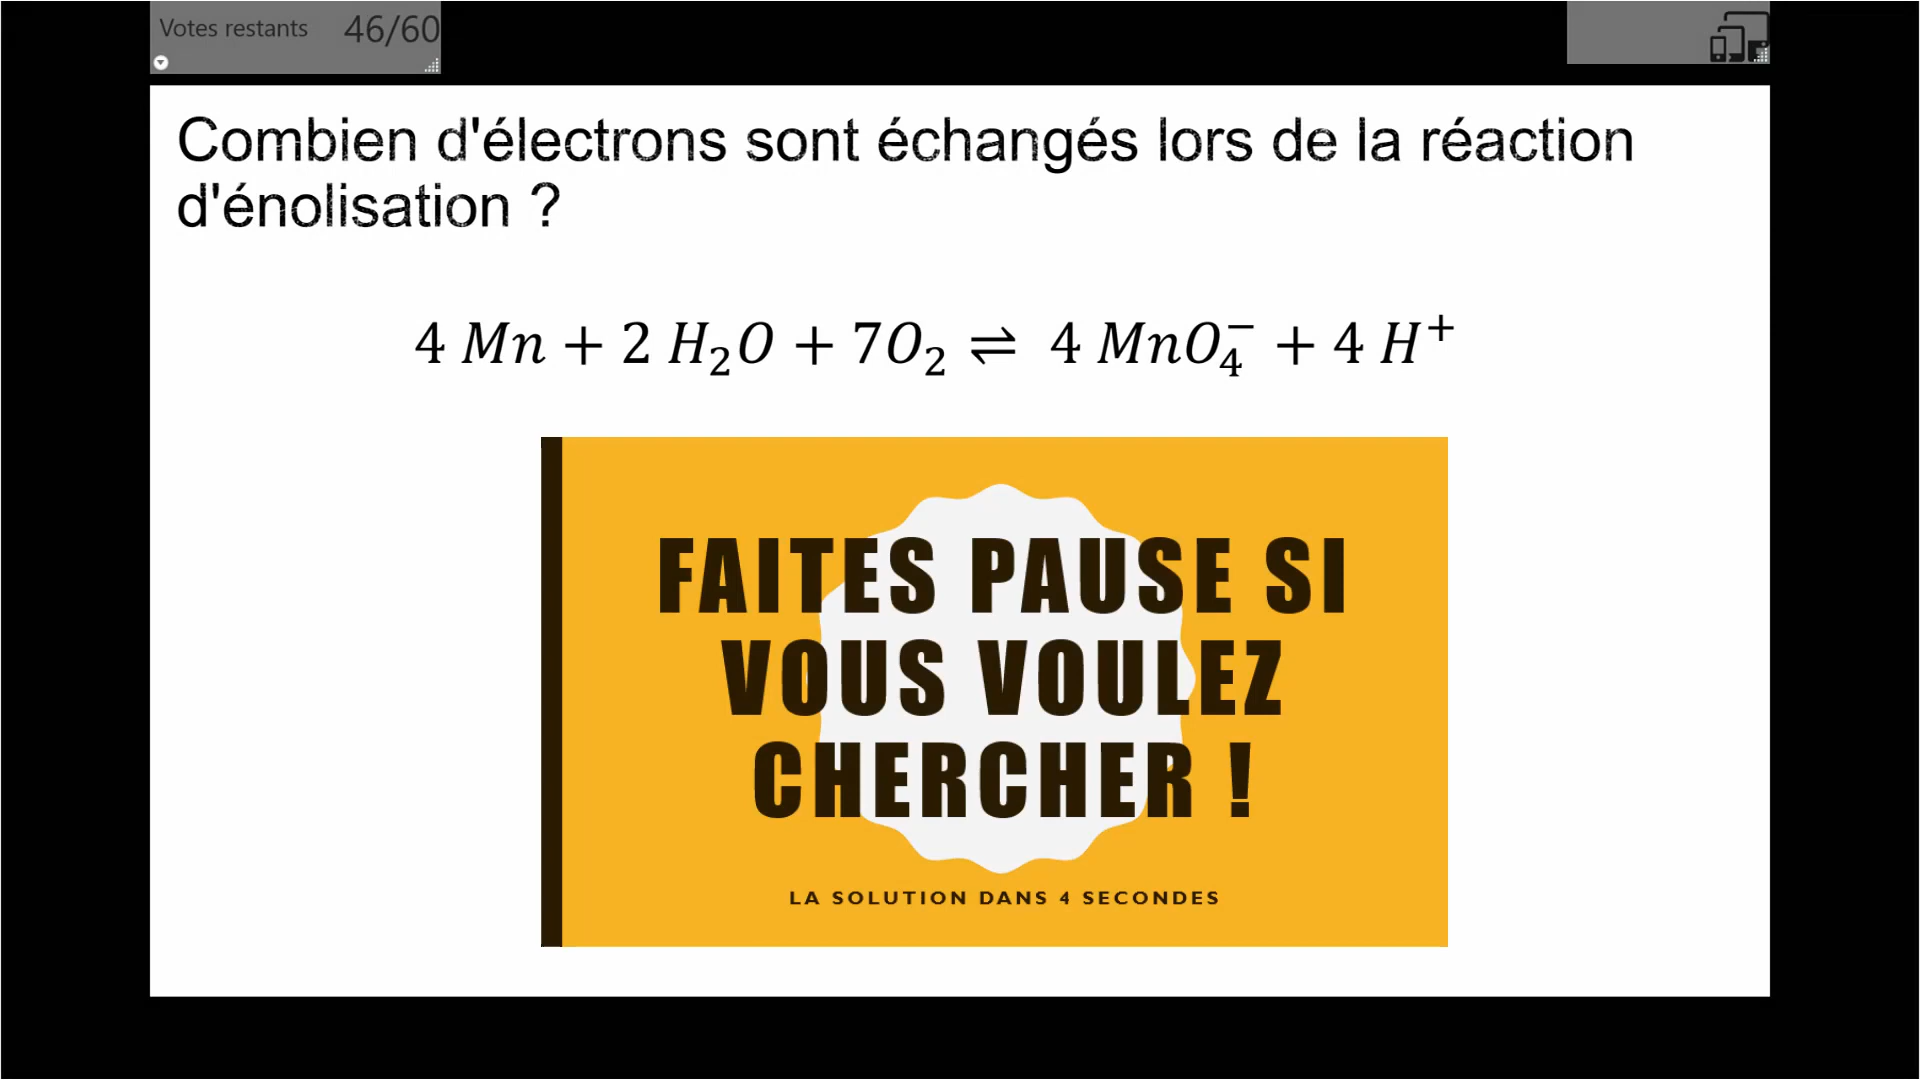 Votes restants 46/60
Combien d'électrons sont échangés lors de la réaction
d'énolisation ?
4 Mn + 2 H₂O + 7O₂ ⇌ 4 MnO₄⁻ + 4 H⁺
FAITES PAUSE SI
VOUS VOULEZ
CHERCHER !
LA SOLUTION DANS 4 SECONDES